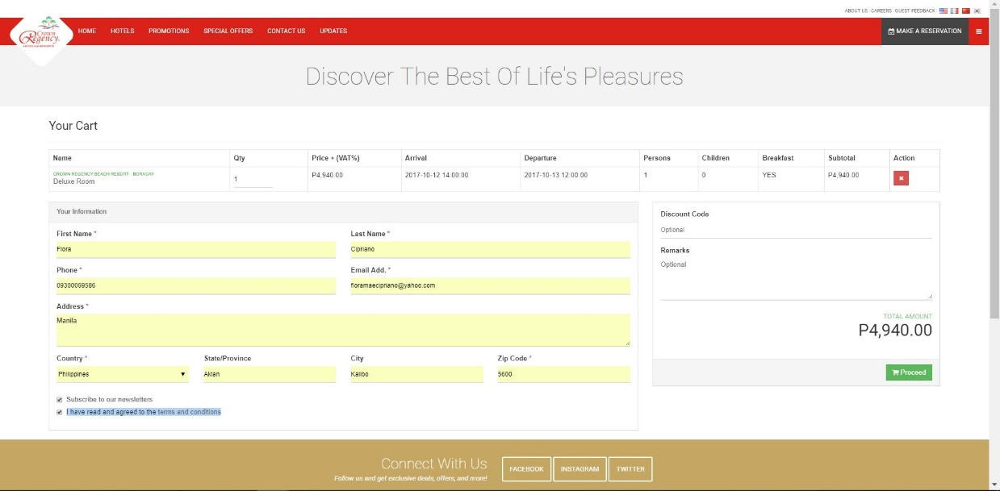 ABOUT US CAREERS GUEST FEEDBACK
Crown Regency
HOME HOTELS PROMOTIONS SPECIAL OFFERS CONTACT US UPDATES MAKE A RESERVATION
Discover The Best Of Life's Pleasures
Your Cart
Name Qty Price + (VAT%) Arrival Departure Persons Children Breakfast Subtotal Action
CROWN REGENCY BEACH RESORT - BORACAY
Deluxe Room 1 P4,940.00 2017-10-12 14:00:00 2017-10-13 12:00:00 1 0 YES P4,940.00
Your Information
First Name * Last Name *
Flora Cipriano
Phone * Email Add. *
09300069586 floramaecipriano@yahoo.com
Address *
Manila
Country * State/Province City Zip Code *
Philippines Aklan Kalibo 5600
Subscribe to our newsletters
I have read and agreed to the terms and conditions
Discount Code
Optional
Remarks
Optional
TOTAL AMOUNT
P4,940.00
Proceed
Connect With Us
Follow us and get exclusive deals, offers, and more!
FACEBOOK INSTAGRAM TWITTER